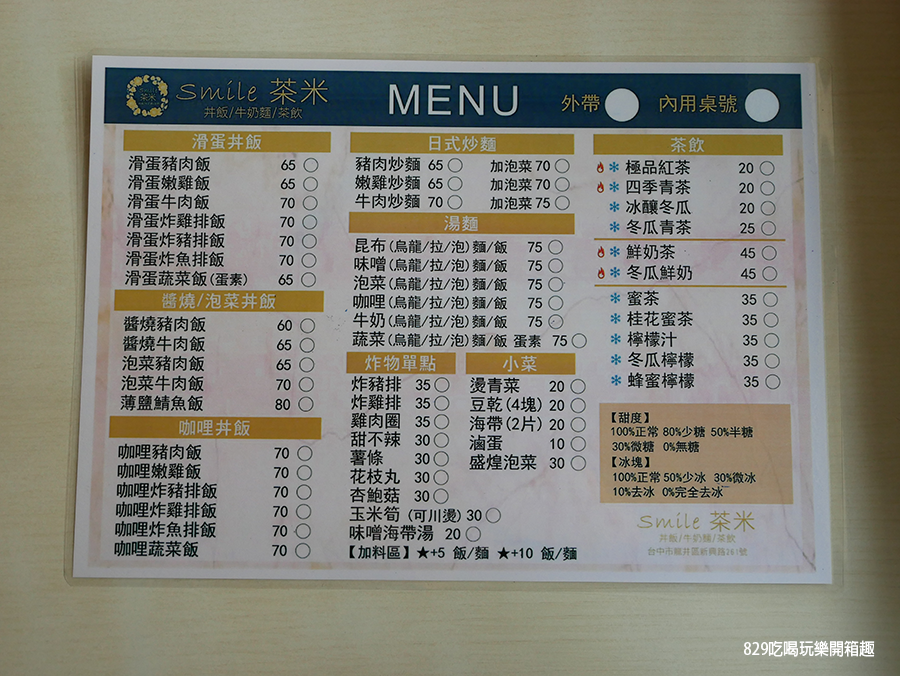 Smile 茶米
丼飯/牛奶麵/茶飲
MENU
外帶
內用桌號
滑蛋丼飯
滑蛋豬肉飯 65
滑蛋嫩雞飯 65
滑蛋牛肉飯 70
滑蛋炸雞排飯 70
滑蛋炸豬排飯 70
滑蛋炸魚排飯 70
滑蛋蔬菜飯(蛋素) 65
醬燒/泡菜丼飯
醬燒豬肉飯 60
醬燒牛肉飯 65
泡菜豬肉飯 65
泡菜牛肉飯 70
薄鹽鯖魚飯 80
咖哩丼飯
咖哩豬肉飯 70
咖哩嫩雞飯 70
咖哩炸豬排飯 70
咖哩炸雞排飯 70
咖哩炸魚排飯 70
咖哩蔬菜飯 70
日式炒麵
豬肉炒麵 65 加泡菜 70
嫩雞炒麵 65 加泡菜 70
牛肉炒麵 70 加泡菜 75
湯麵
昆布(烏龍/拉/泡)麵/飯 75
味噌(烏龍/拉/泡)麵/飯 75
泡菜(烏龍/拉/泡)麵/飯 75
咖哩(烏龍/拉/泡)麵/飯 75
牛奶(烏龍/拉/泡)麵/飯 75
蔬菜(烏龍/拉/泡)麵/飯 蛋素 75
炸物單點
炸豬排 35
炸雞排 35
雞肉圈 35
甜不辣 30
薯條 30
花枝丸 30
杏鮑菇 30
玉米筍 (可川燙) 30
味噌海帶湯 20
【加料區】★+5 飯/麵 ★+10 飯/麵
小菜
燙青菜 20
豆乾(4塊) 20
海帶(2片) 20
滷蛋 10
盛煌泡菜 30
茶飲
極品紅茶 20
四季青茶 20
冰釀冬瓜 20
冬瓜青茶 25
鮮奶茶 45
冬瓜鮮奶 45
蜜茶 35
桂花蜜茶 35
檸檬汁 35
冬瓜檸檬 35
蜂蜜檸檬 35
【甜度】
100%正常 80%少糖 50%半糖
30%微糖 0%無糖
【冰塊】
100%正常 50%少冰 30%微冰
10%去冰 0%完全去冰
Smile 茶米
丼飯/牛奶麵/茶飲
台中市龍井區新興路261號
829吃喝玩樂開箱趣